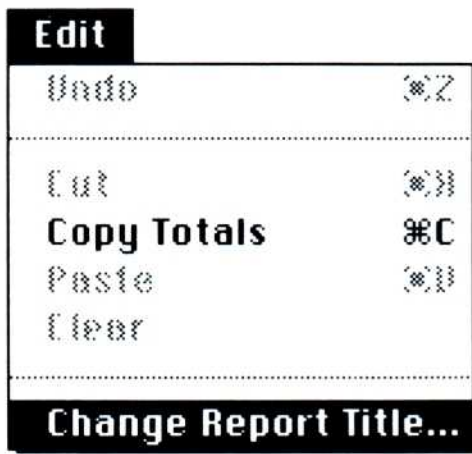 Edit
Undo ⌘Z
Cut ⌘X
Copy Totals ⌘C
Paste ⌘V
Clear
Change Report Title...